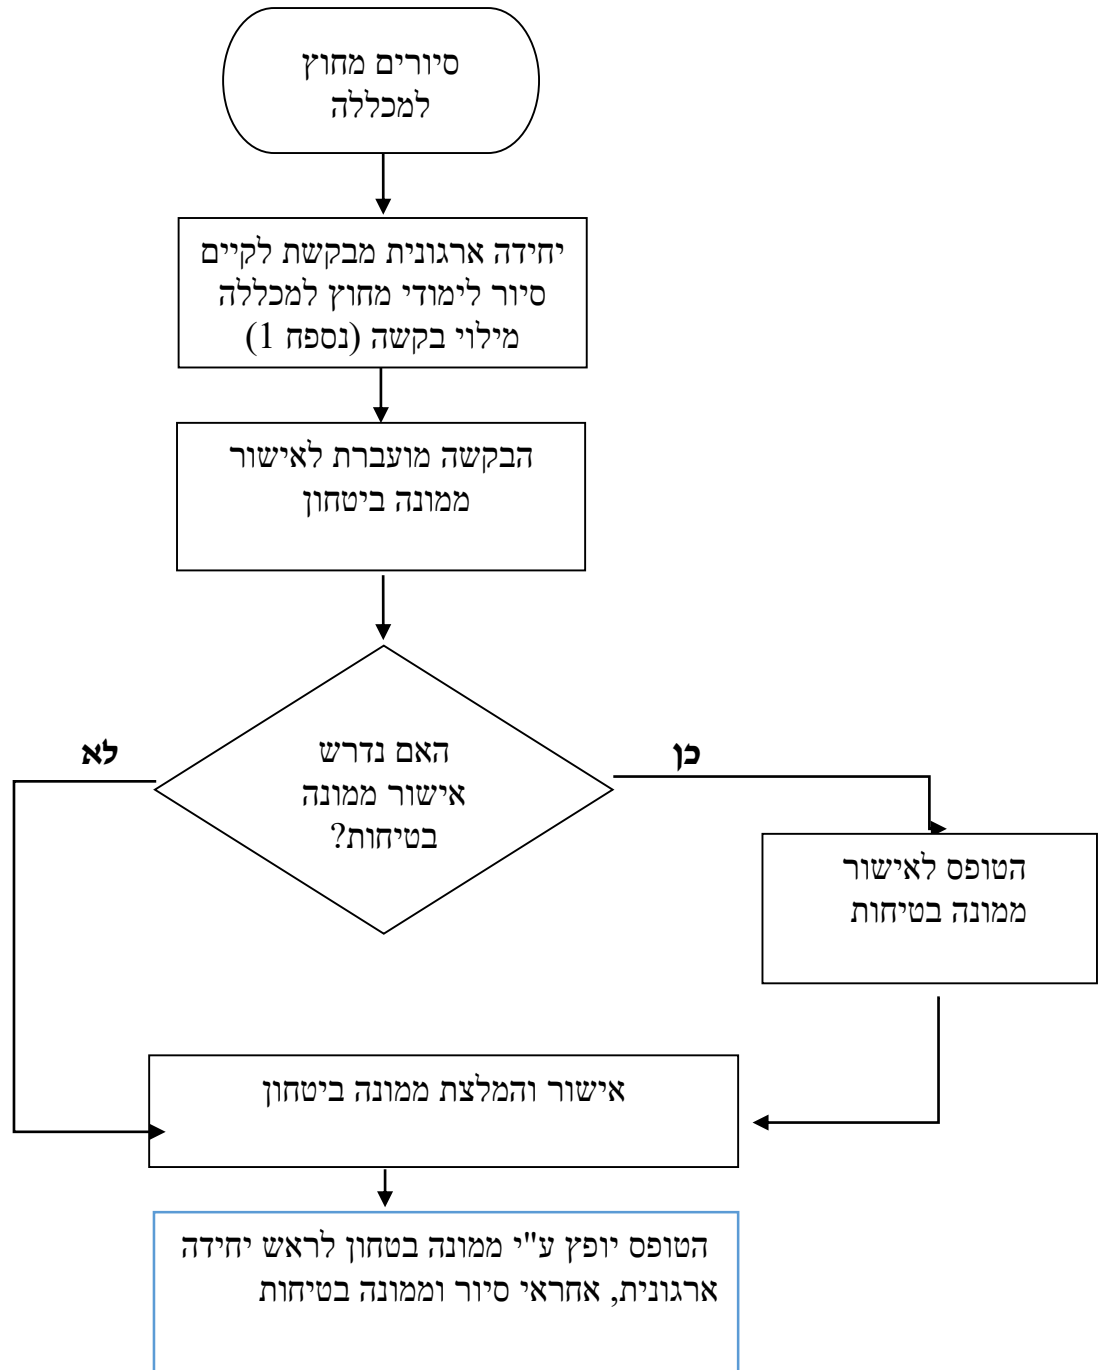 סיורים מחוץ
למכללה
יחידה ארגונית מבקשת לקיים
סיור לימודי מחוץ למכללה
מילוי בקשה (נספח 1)
הבקשה מועברת לאישור
ממונה ביטחון
כן
לא
האם נדרש
אישור ממונה
בטיחות?
הטופס לאישור
ממונה בטיחות
אישור והמלצת ממונה ביטחון
הטופס יופץ ע"י ממונה בטחון לראש יחידה
ארגונית, אחראי סיור וממונה בטיחות